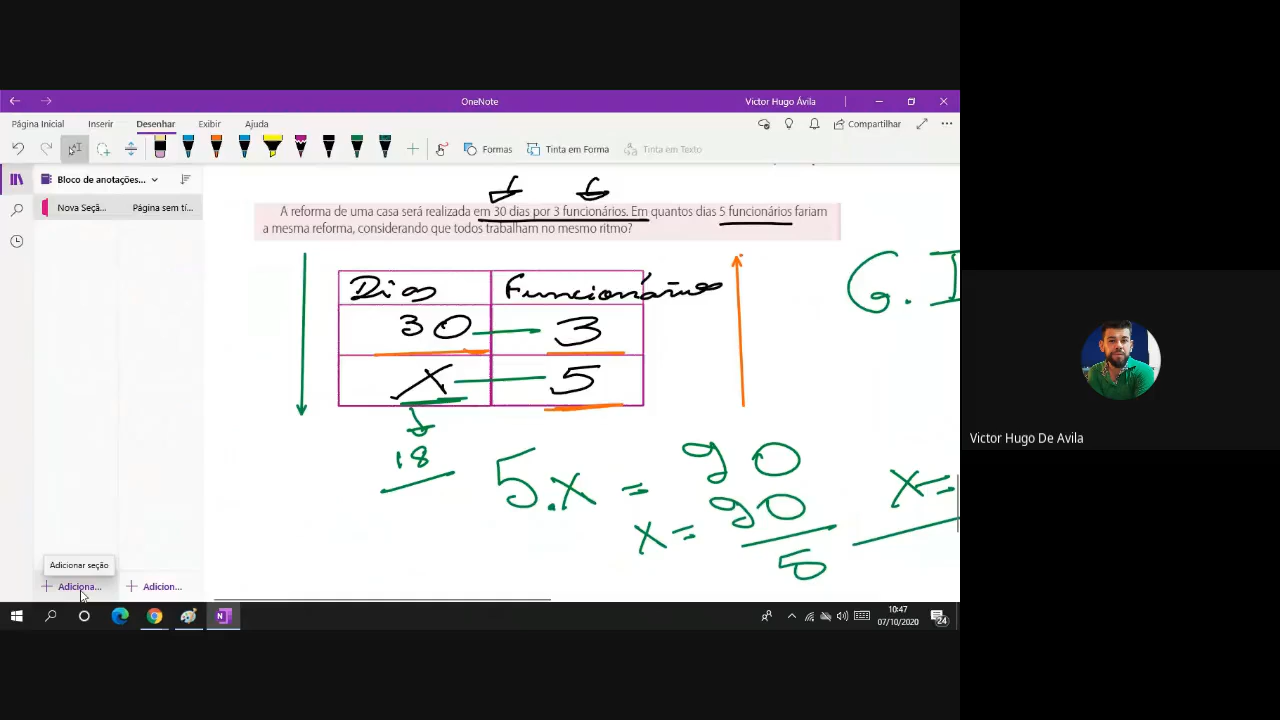 OneNote
Victor Hugo Ávila
Página Inicial Inserir Desenhar Exibir Ajuda
Compartilhar
Formas Tinta em Forma Tinta em Texto
Bloco de anotações...
Nova Seçã... Página sem tí...
A reforma de uma casa será realizada em 30 dias por 3 funcionários. Em quantos dias 5 funcionários fariam
a mesma reforma, considerando que todos trabalham no mesmo ritmo?
G. I
Dias Funcionários
30 3
x 5
18
5.x = 90
x = 90
5
x =
Victor Hugo De Avila
Adicionar seção
Adiciona... Adicion...
10:47
07/10/2020
24